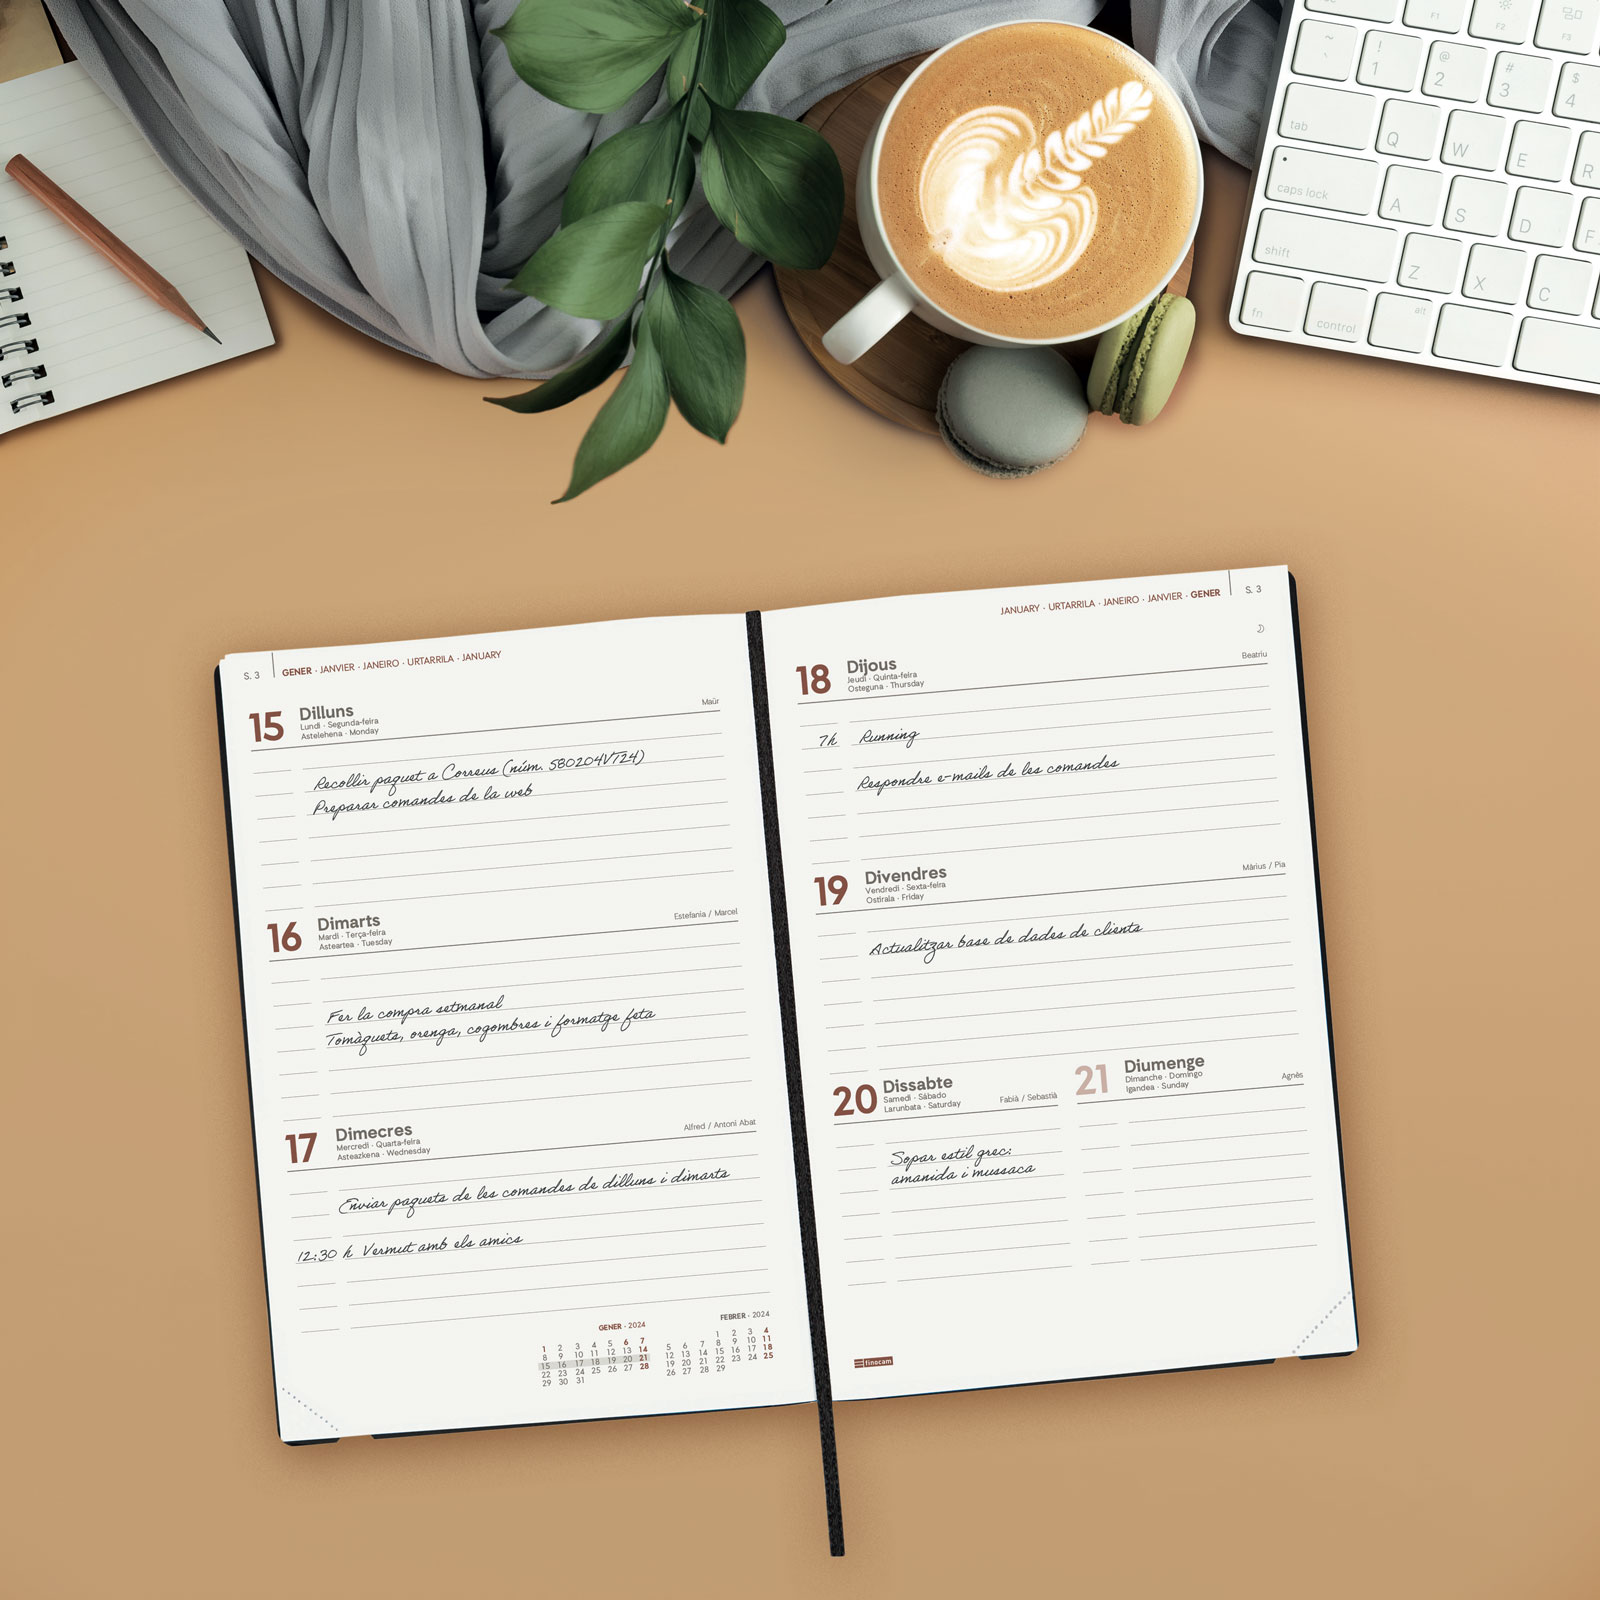 S. 3 GENER · JANVIER · JANEIRO · URTARRILA · JANUARY
15 Dilluns
Lundi · Segunda-feira
Astelehena · Monday
Maür
Recollir paquet a Correus (núm. 580204VT24)
Preparar comandes de la web
16 Dimarts
Mardi · Terça-feira
Asteartea · Tuesday
Estefania / Marcel
Fer la compra setmanal
Tomàquets, orenga, cogombres i formatge feta
17 Dimecres
Mercredi · Quarta-feira
Asteazkena · Wednesday
Alfred / Antoni Abat
Enviar paquets de les comandes de dilluns i dimarts
12:30 h Vermut amb els amics
GENER · 2024
1 2 3 4 5 6 7
8 9 10 11 12 13 14
15 16 17 18 19 20 21
22 23 24 25 26 27 28
29 30 31
FEBRER · 2024
1 2 3 4
5 6 7 8 9 10 11
12 13 14 15 16 17 18
19 20 21 22 23 24 25
26 27 28 29
JANUARY · URTARRILA · JANEIRO · JANVIER · GENER S. 3
18 Dijous
Jeudi · Quinta-feira
Osteguna · Thursday
Beatriu
7h Running
Respondre e-mails de les comandes
19 Divendres
Vendredi · Sexta-feira
Ostirala · Friday
Màrius / Pia
Actualitzar base de dades de clients
20 Dissabte
Samedi · Sábado
Larunbata · Saturday
Fabià / Sebastià
Sopar estil grec:
amanida i mussaca
21 Diumenge
Dimanche · Domingo
Igandea · Sunday
Agnès
finocam
F1 F2 F3
~ ` ! 1 @ 2 # 3 $ 4
tab Q W E R
caps lock A S D F
shift Z X C
fn control alt